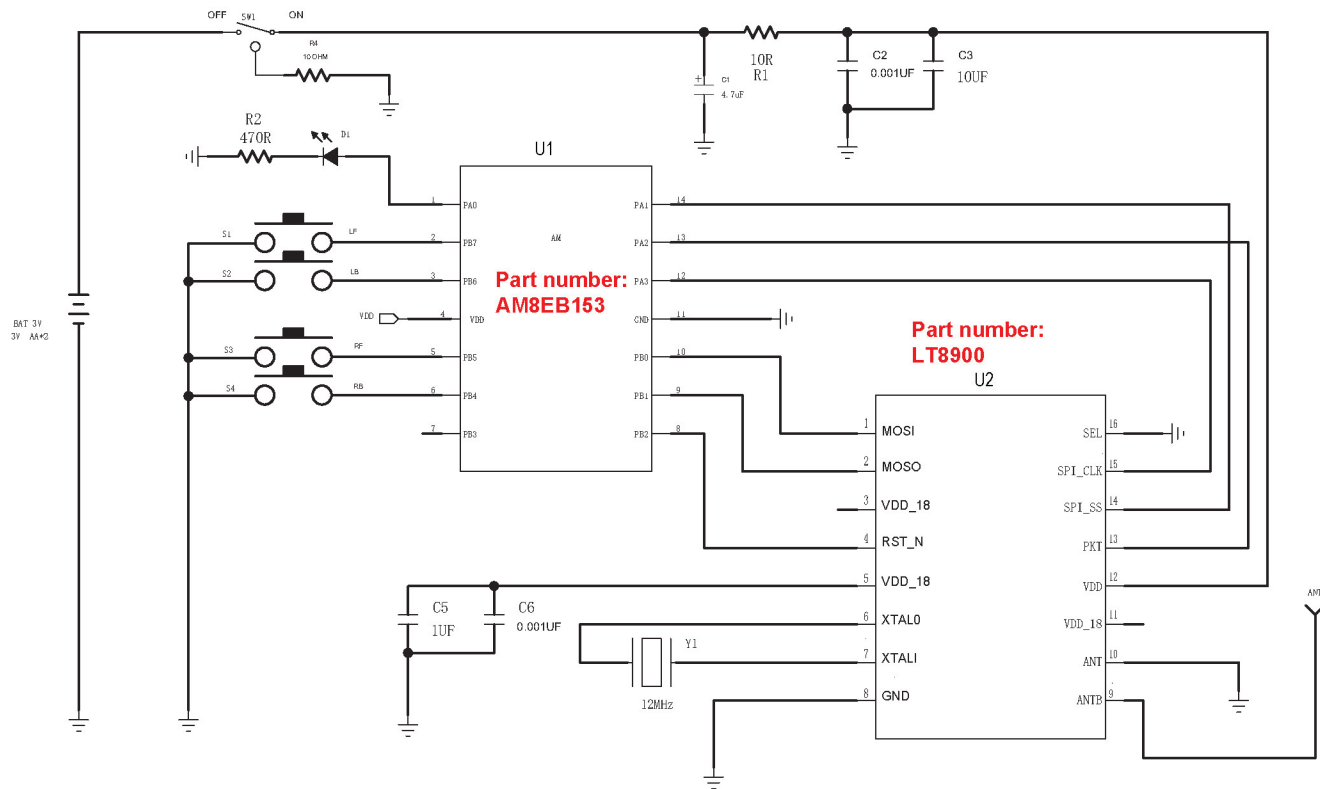 OFF SW1 ON
R4
10 OHM
10R
R1
C1
4.7uF
C2
0.001UF
C3
10UF
R2
470R
D1
U1
AM
Part number:
AM8EB153
1 PA0
2 PB7
3 PB6
4 VDD
5 PB5
6 PB4
7 PB3
PA1 14
PA2 13
PA3 12
GND 11
PB0 10
PB1 9
PB2 8
S1 LF
S2 LB
VDD
S3 RF
S4 RB
BAT 3V
3V AA*2
Part number:
LT8900
U2
1 MOSI
2 MOSO
3 VDD_18
4 RST_N
5 VDD_18
6 XTAL0
7 XTALI
8 GND
SEL 16
SPI_CLK 15
SPI_SS 14
PKT 13
VDD 12
VDD_18 11
ANT 10
ANTB 9
C5
1UF
C6
0.001UF
Y1
12MHz
ANT